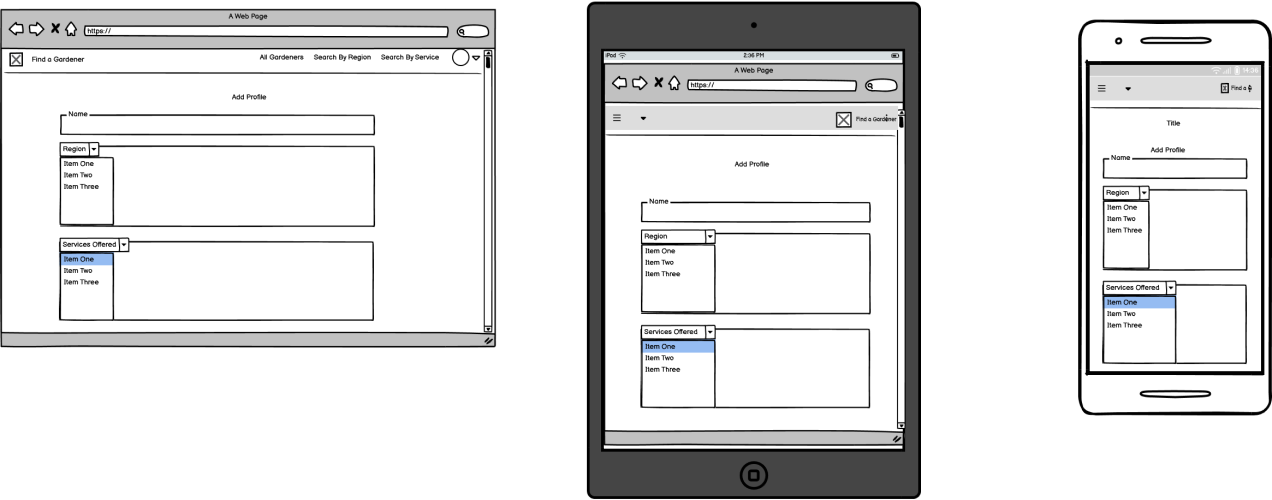 A Web Page
https://
Find a Gardener
All Gardeners Search By Region Search By Service
Add Profile
Name
Region
Item One
Item Two
Item Three
Services Offered
Item One
Item Two
Item Three
iPad 2:36 PM
A Web Page
https://
Find a Gardener
Add Profile
Name
Region
Item One
Item Two
Item Three
Services Offered
Item One
Item Two
Item Three
14:36
Find a
Title
Add Profile
Name
Region
Item One
Item Two
Item Three
Services Offered
Item One
Item Two
Item Three